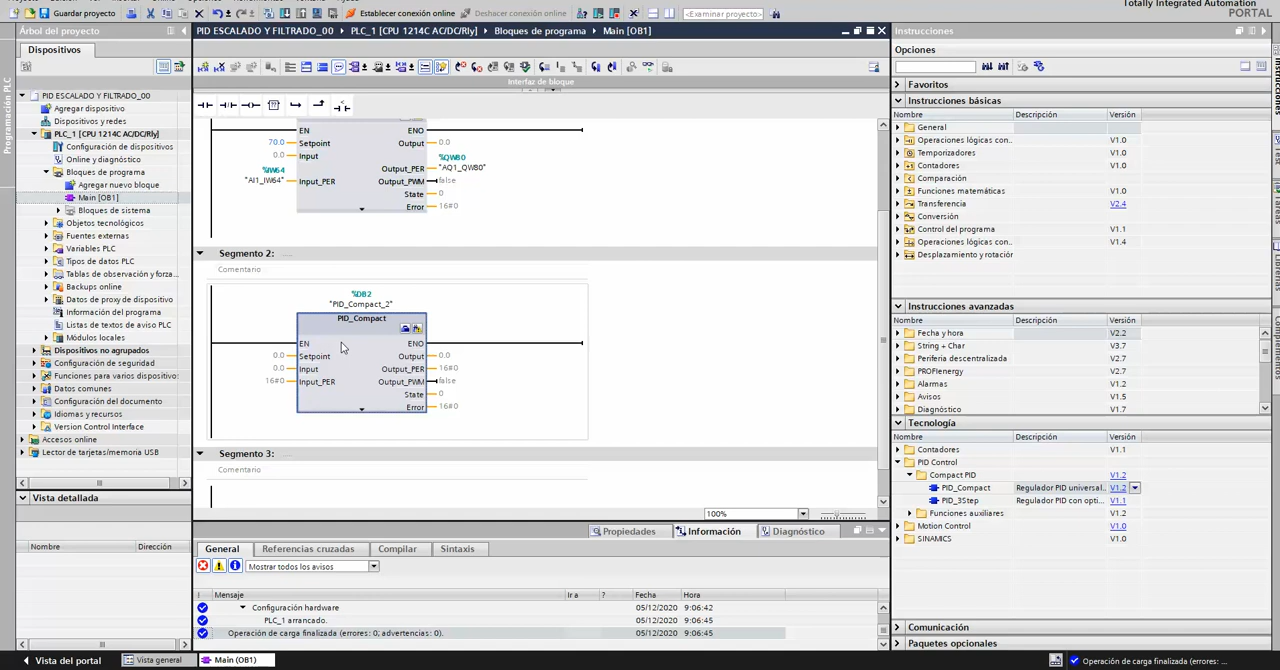 Totally Integrated Automation
PORTAL
Guardar proyecto
Establecer conexión online
Deshacer conexión online
<Examinar proyecto>
Árbol del proyecto
PID ESCALADO Y FILTRADO_00 ▸ PLC_1 [CPU 1214C AC/DC/Rly] ▸ Bloques de programa ▸ Main [OB1]
Instrucciones
Dispositivos
Opciones
Programación PLC
Interfaz de bloque
PID ESCALADO Y FILTRADO_00
Agregar dispositivo
Dispositivos y redes
PLC_1 [CPU 1214C AC/DC/Rly]
Configuración de dispositivos
Online y diagnóstico
Bloques de programa
Agregar nuevo bloque
Main [OB1]
Bloques de sistema
Objetos tecnológicos
Fuentes externas
Variables PLC
Tipos de datos PLC
Tablas de observación y forza...
Backups online
Datos de proxy de dispositivo
Información del programa
Listas de textos de aviso PLC
Módulos locales
Dispositivos no agrupados
Configuración de seguridad
Funciones para varios dispositivo:
Datos comunes
Configuración del documento
Idiomas y recursos
Version Control Interface
Accesos online
Lector de tarjetas/memoria USB
Vista detallada
Nombre Dirección
EN ENO
70.0 Setpoint Output 0.0
0.0 Input
%QW80
Output_PER "AQ1_QW80"
%IW64
"AI1_IW64" Input_PER Output_PWM false
State 0
Error 16#0
Segmento 2:
Comentario
%DB2
"PID_Compact_2"
PID_Compact
EN ENO
0.0 Setpoint Output 0.0
0.0 Input Output_PER 16#0
16#0 Input_PER Output_PWM false
State 0
Error 16#0
Segmento 3:
Comentario
100%
Propiedades Información Diagnóstico
General Referencias cruzadas Compilar Sintaxis
Mostrar todos los avisos
! Mensaje Ir a ? Fecha Hora
Configuración hardware 05/12/2020 9:06:42
PLC_1 arrancado. 05/12/2020 9:06:45
Operación de carga finalizada (errores: 0; advertencias: 0). 05/12/2020 9:06:45
Favoritos
Instrucciones básicas
Nombre Descripción Versión
General
Operaciones lógicas con... V1.0
Temporizadores V1.0
Contadores V1.0
Comparación
Funciones matemáticas V1.0
Transferencia V2.4
Conversión
Control del programa V1.1
Operaciones lógicas con... V1.4
Desplazamiento y rotación
Instrucciones avanzadas
Nombre Descripción Versión
Fecha y hora V2.2
String + Char V3.7
Periferia descentralizada V2.7
PROFIenergy V2.7
Alarmas V1.2
Avisos V1.5
Diagnóstico V1.7
Tecnología
Nombre Descripción Versión
Contadores V1.1
PID Control
Compact PID V1.2
PID_Compact Regulador PID universal... V1.2
PID_3Step Regulador PID con opti... V1.1
Funciones auxiliares V1.2
Motion Control V1.0
SINAMICS V1.0
Comunicación
Paquetes opcionales
Instrucciones
Librerías
Complementos
Vista del portal
Vista general
Main (OB1)
Operación de carga finalizada (errores: ...